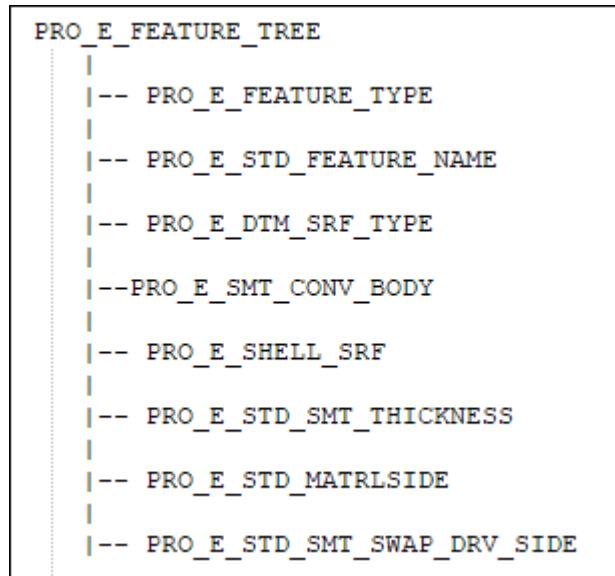 PRO_E_FEATURE_TREE
|
|-- PRO_E_FEATURE_TYPE
|
|-- PRO_E_STD_FEATURE_NAME
|
|-- PRO_E_DTM_SRF_TYPE
|
|--PRO_E_SMT_CONV_BODY
|
|-- PRO_E_SHELL_SRF
|
|-- PRO_E_STD_SMT_THICKNESS
|
|-- PRO_E_STD_MATRLSIDE
|
|-- PRO_E_STD_SMT_SWAP_DRV_SIDE